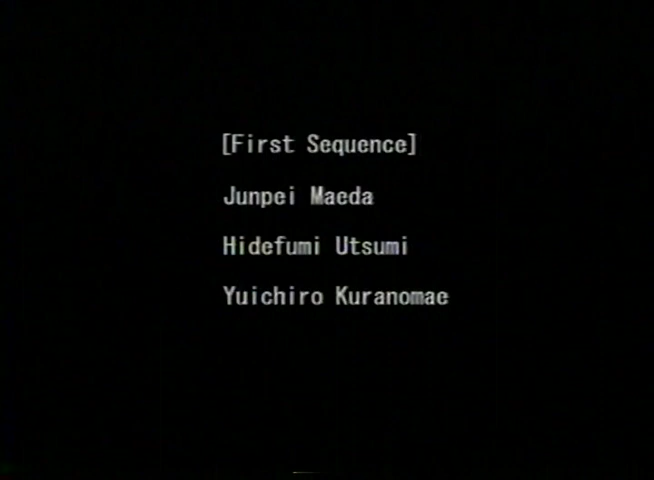 [First Sequence]
Junpei Maeda
Hidefumi Utsumi
Yuichiro Kuranomae